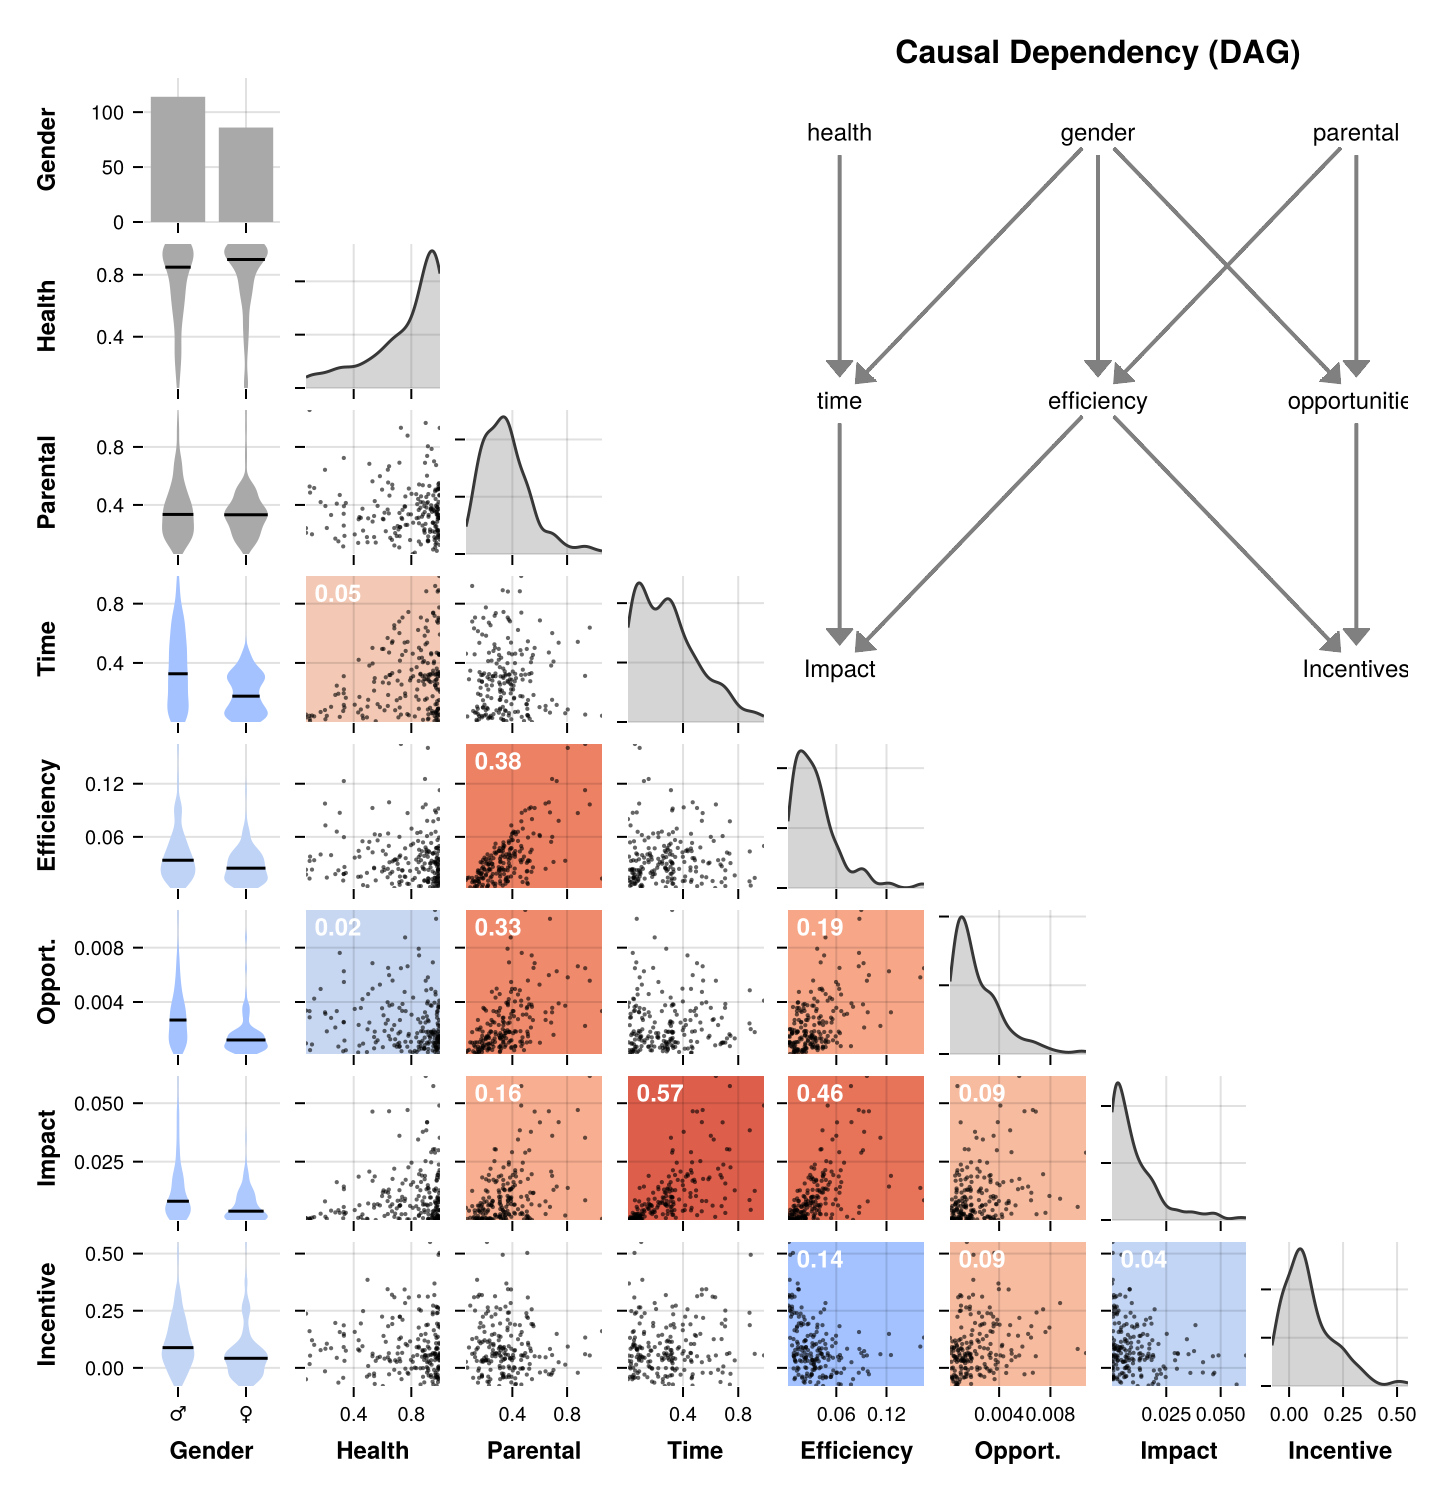 Causal Dependency (DAG)
health gender parental
time efficiency opportunitie
Impact Incentives
Gender
100
50
0
Health
0.8
0.4
Parental
0.8
0.4
Time
0.8
0.4
0.05
Efficiency
0.12
0.06
0.38
Opport.
0.008
0.004
0.02 0.33 0.19
Impact
0.050
0.025
0.16 0.57 0.46 0.09
Incentive
0.50
0.25
0.00
0.14 0.09 0.04
♂ ♀ 0.4 0.8 0.4 0.8 0.4 0.8 0.06 0.12 0.004 0.008 0.025 0.050 0.00 0.25 0.50
Gender Health Parental Time Efficiency Opport. Impact Incentive